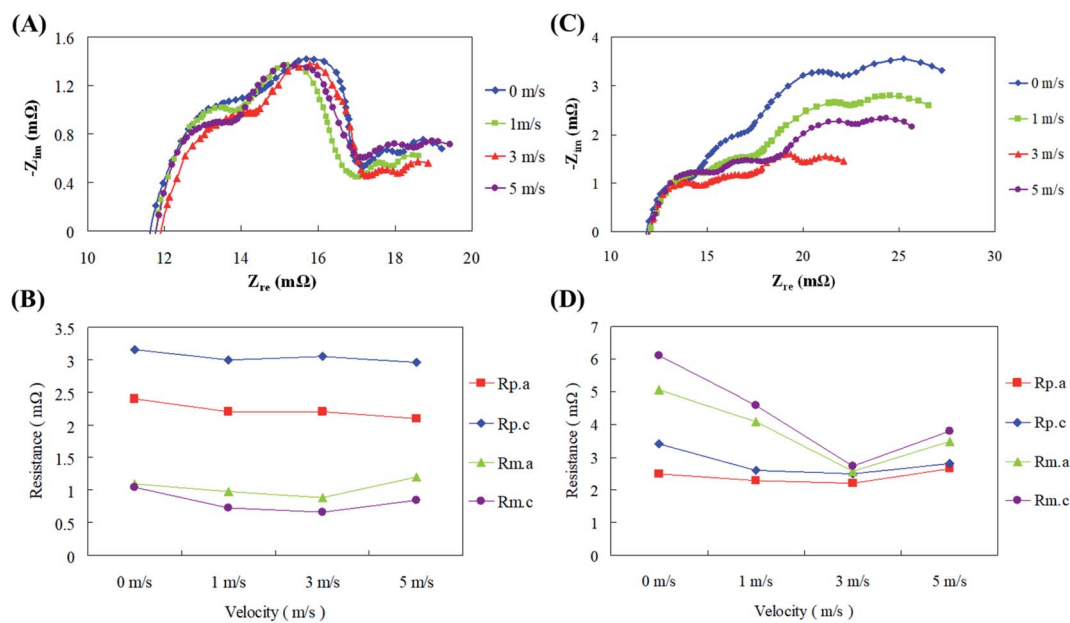 (A)
1.6
1.2
0.8
0.4
0
-Zim (mΩ)
10 12 14 16 18 20
Zre (mΩ)
0 m/s
1m/s
3 m/s
5 m/s
(C)
4
3
2
1
0
-Zim (mΩ)
10 15 20 25 30
Zre (mΩ)
0 m/s
1 m/s
3 m/s
5 m/s
(B)
3.5
3
2.5
2
1.5
1
0.5
0
Resistance ( mΩ )
0 m/s 1 m/s 3 m/s 5 m/s
Velocity ( m/s )
Rp.a
Rp.c
Rm.a
Rm.c
(D)
7
6
5
4
3
2
1
0
Resistance ( mΩ )
0 m/s 1 m/s 3 m/s 5 m/s
Velocity ( m/s )
Rp.a
Rp.c
Rm.a
Rm.c